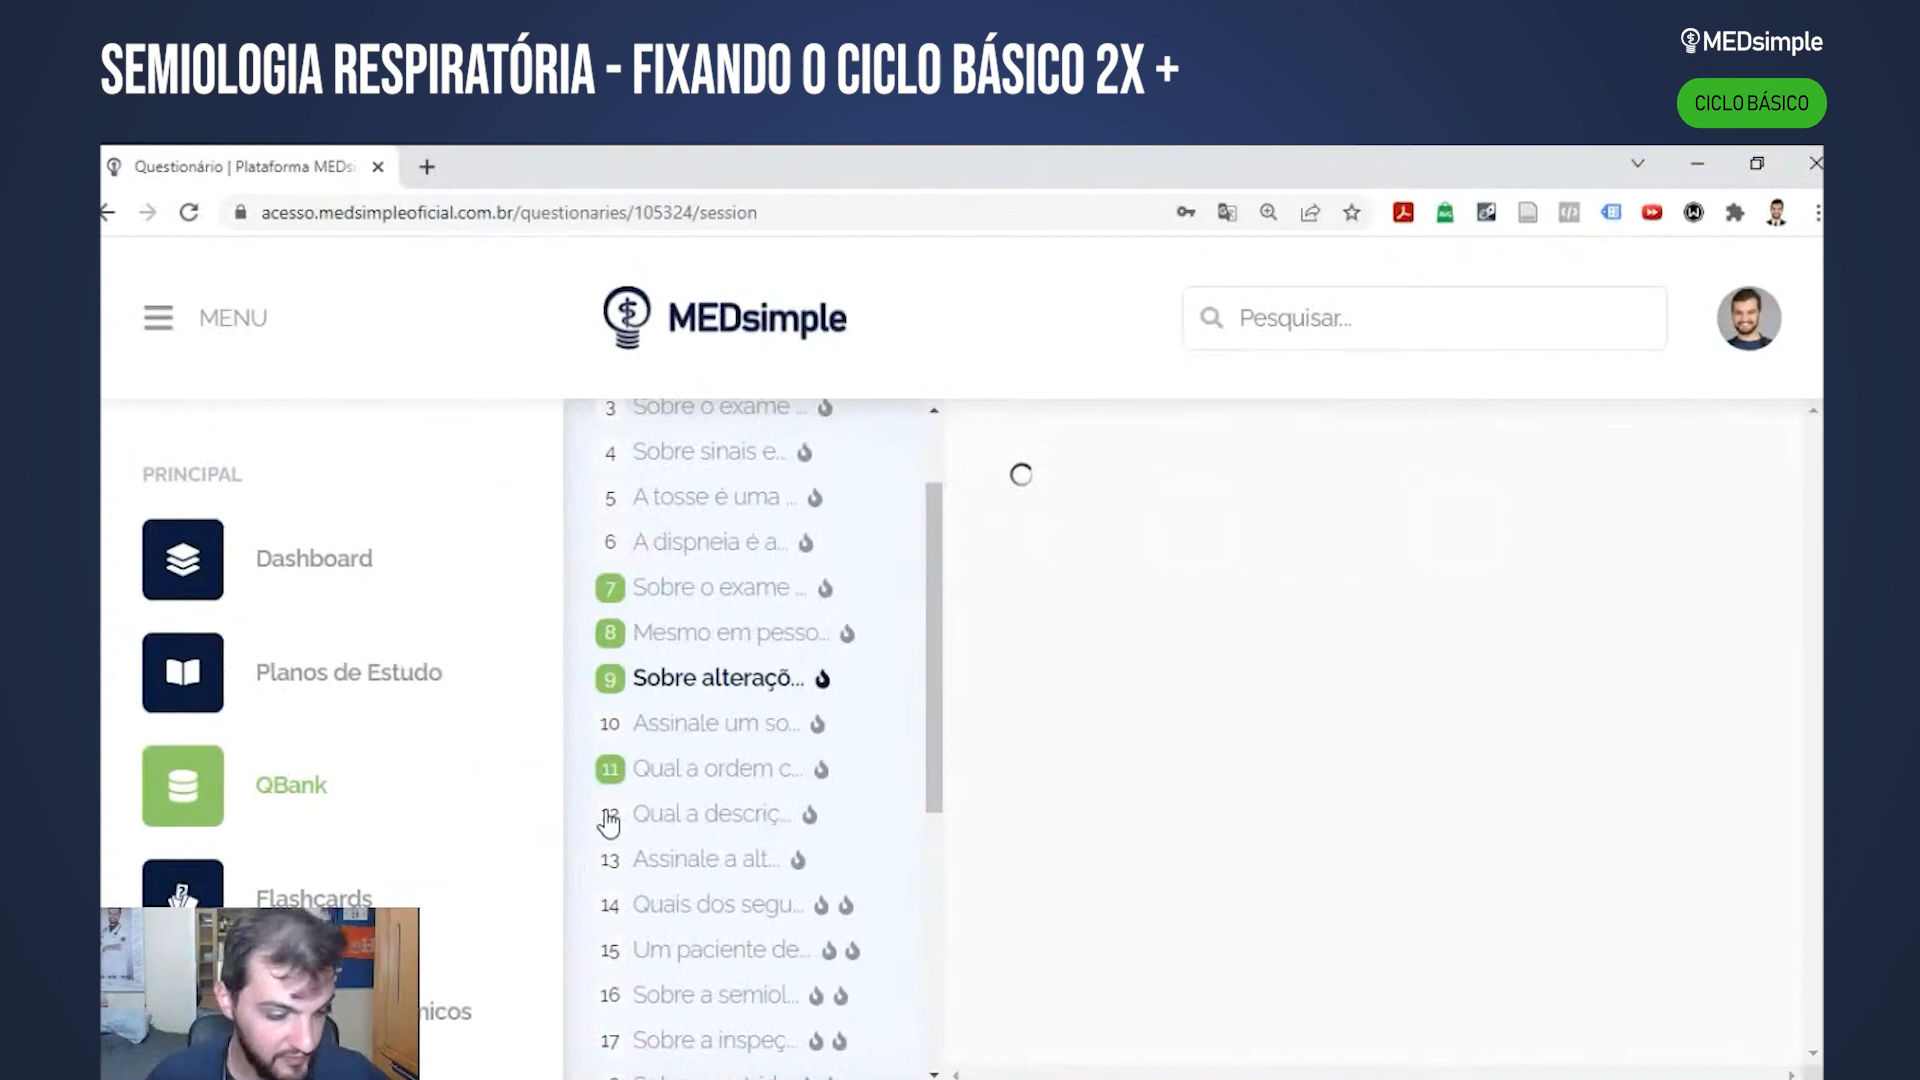 SEMIOLOGIA RESPIRATÓRIA - FIXANDO O CICLO BÁSICO 2X +
MEDsimple
CICLO BÁSICO
Questionário | Plataforma MEDs
acesso.medsimpleoficial.com.br/questionaries/105324/session
MENU
MEDsimple
Pesquisar...
PRINCIPAL
Dashboard
Planos de Estudo
QBank
Flashcards
nicos
3 Sobre o exame ...
4 Sobre sinais e...
5 A tosse é uma ...
6 A dispneia é a...
7 Sobre o exame ...
8 Mesmo em pesso...
9 Sobre alteraçõ...
10 Assinale um so...
11 Qual a ordem c...
Qual a descriç...
13 Assinale a alt...
14 Quais dos segu...
15 Um paciente de...
16 Sobre a semiol...
17 Sobre a inspeç...